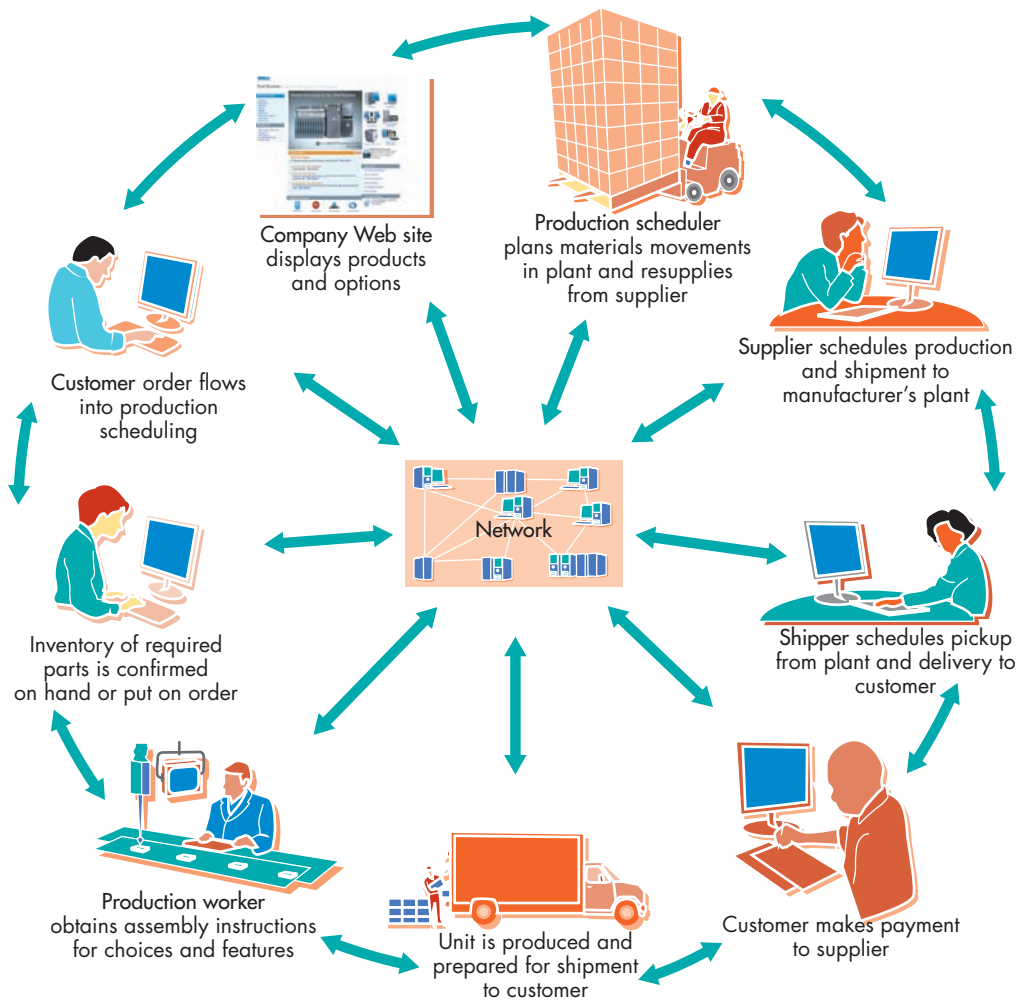 Company Web site
displays products
and options
Production scheduler
plans materials movements
in plant and resupplies
from supplier
Supplier schedules production
and shipment to
manufacturer's plant
Customer order flows
into production
scheduling
Network
Inventory of required
parts is confirmed
on hand or put on order
Shipper schedules pickup
from plant and delivery to
customer
Production worker
obtains assembly instructions
for choices and features
Unit is produced and
prepared for shipment
to customer
Customer makes payment
to supplier